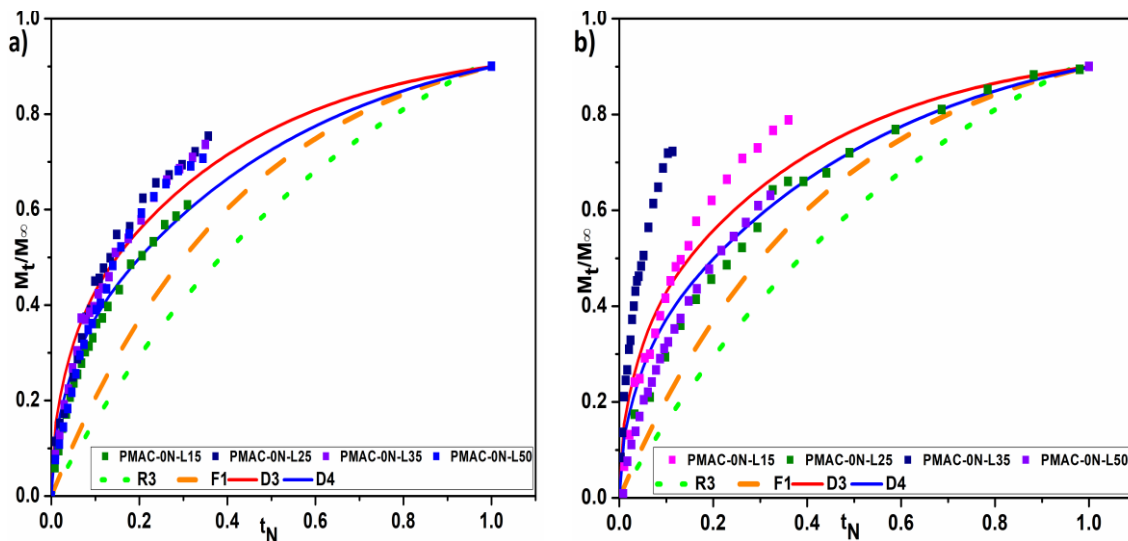 a)
1.0
0.8
0.6
0.4
0.2
0.0
Mt/M∞
0.0 0.2 0.4 0.6 0.8 1.0
tN
PMAC-0N-L15 PMAC-0N-L25 PMAC-0N-L35 PMAC-0N-L50
R3 F1 D3 D4
b)
1.0
0.8
0.6
0.4
0.2
0.0
Mt/M∞
0.0 0.2 0.4 0.6 0.8 1.0
tN
PMAC-0N-L15 PMAC-0N-L25 PMAC-0N-L35 PMAC-0N-L50
R3 F1 D3 D4